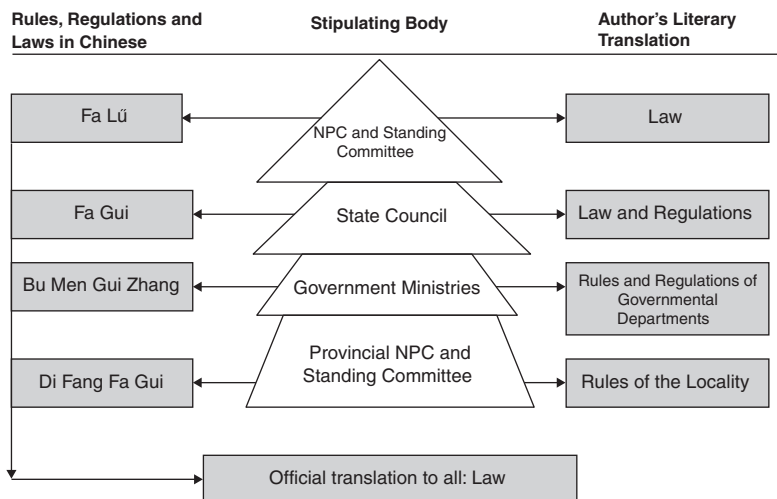 Rules, Regulations and
Laws in Chinese
Stipulating Body
Author's Literary
Translation
Fa Lű
NPC and Standing
Committee
Law
Fa Gui
State Council
Law and Regulations
Bu Men Gui Zhang
Government Ministries
Rules and Regulations of
Governmental
Departments
Di Fang Fa Gui
Provincial NPC and
Standing Committee
Rules of the Locality
Official translation to all: Law